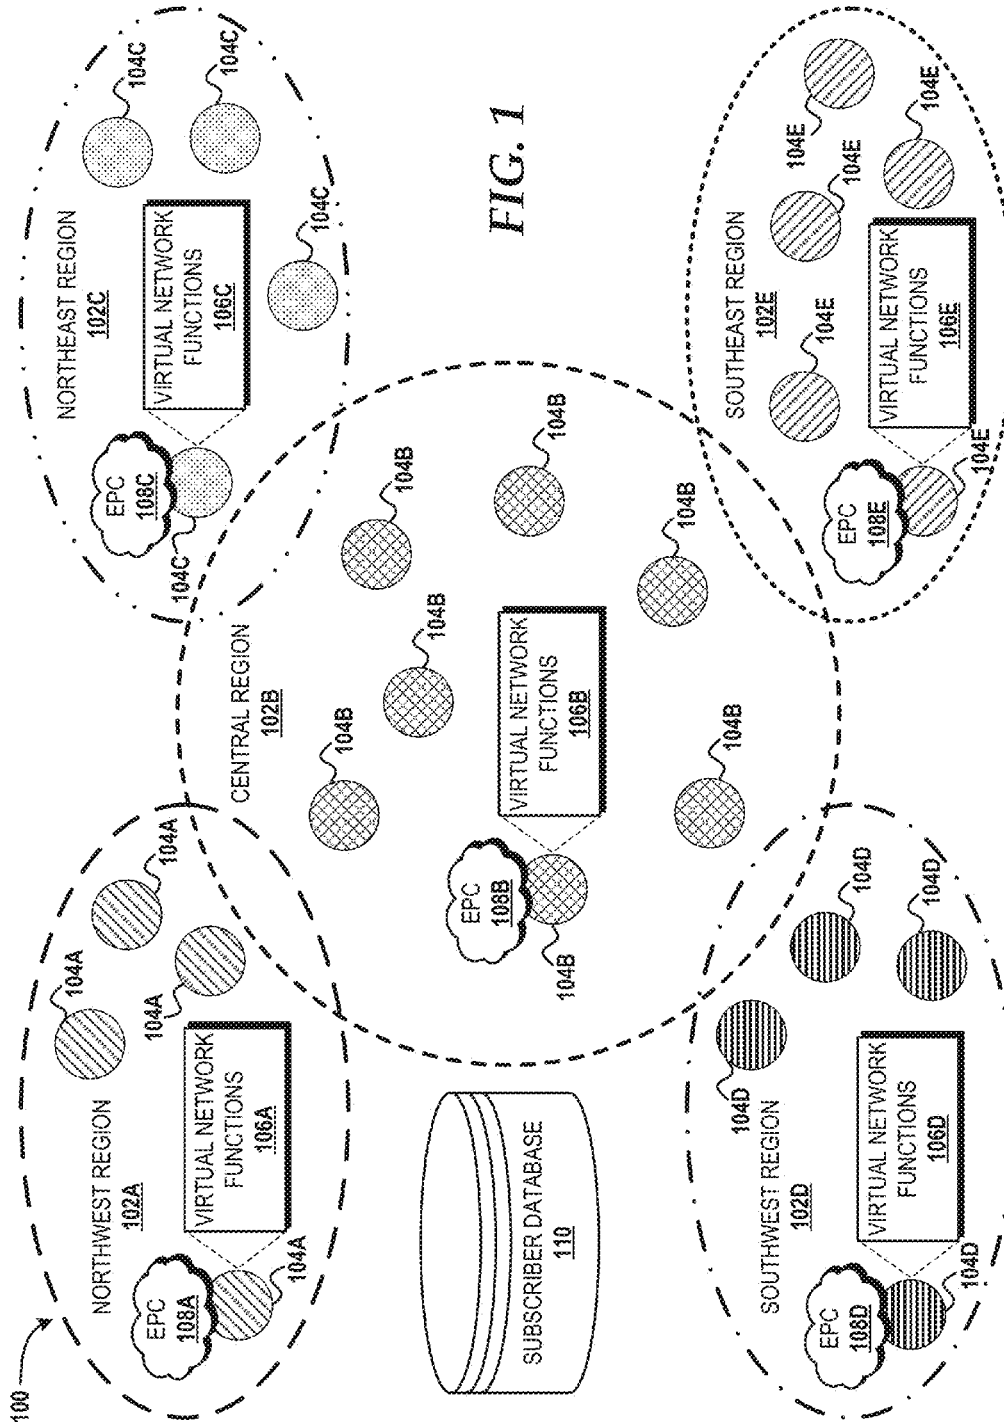 100
NORTHWEST REGION
102A
104A
104A
104A
EPC
108A
104A
VIRTUAL NETWORK
FUNCTIONS
106A
CENTRAL REGION
102B
104B
104B
104B
104B
104B
104B
EPC
108B
104B
VIRTUAL NETWORK
FUNCTIONS
106B
NORTHEAST REGION
102C
104C
104C
104C
EPC
108C
104C
VIRTUAL NETWORK
FUNCTIONS
106C
SUBSCRIBER DATABASE
110
SOUTHWEST REGION
102D
104D
104D
104D
EPC
108D
104D
VIRTUAL NETWORK
FUNCTIONS
106D
SOUTHEAST REGION
102E
104E
104E
104E
104E
EPC
108E
104E
VIRTUAL NETWORK
FUNCTIONS
106E
FIG. 1